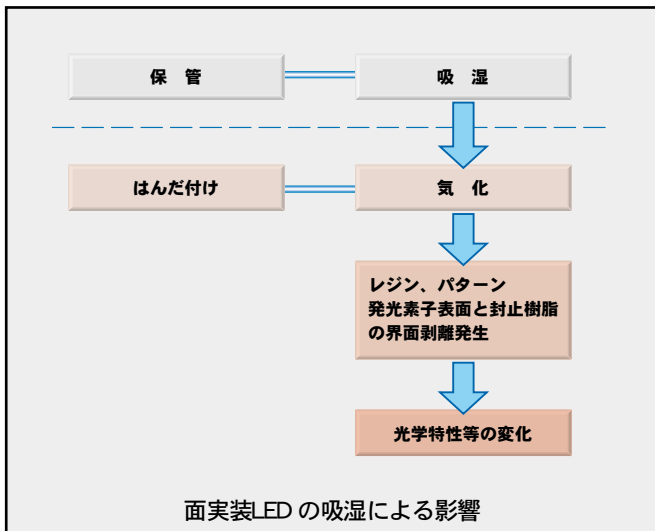 保 管
吸 湿
はんだ付け
気 化
レジン、パターン
発光素子表面と封止樹脂
の界面剥離発生
光学特性等の変化
面実装LED の吸湿による影響